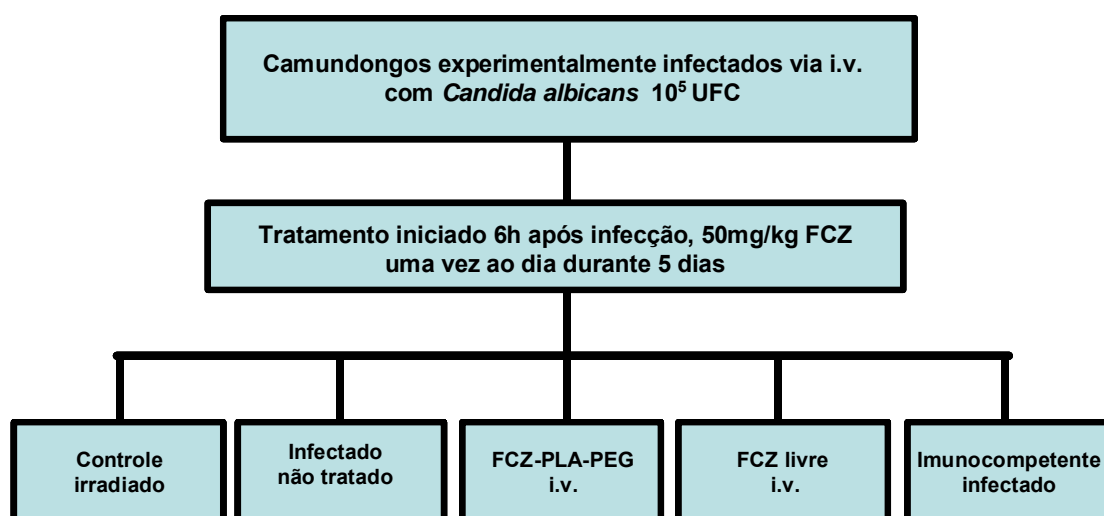 Camundongos experimentalmente infectados via i.v.
com Candida albicans 10⁵ UFC
Tratamento iniciado 6h após infecção, 50mg/kg FCZ
uma vez ao dia durante 5 dias
Controle
irradiado
Infectado
não tratado
FCZ-PLA-PEG
i.v.
FCZ livre
i.v.
Imunocompetente
infectado